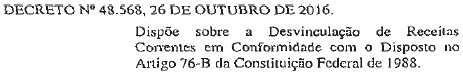 DECRETO Nº 48.568, 26 DE OUTUBRO DE 2016.
Dispõe sobre a Desvinculação de Receitas
Correntes em Conformidade com o Disposto no
Artigo 76-B da Constituição Federal de 1988.